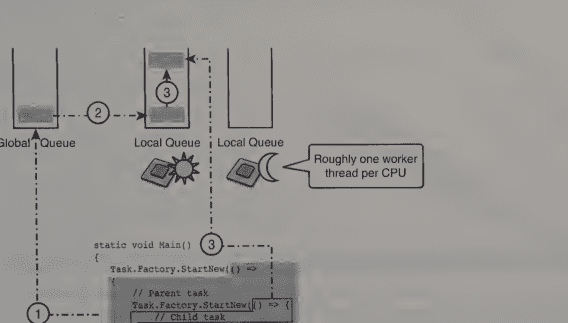 2
3
Global Queue
Local Queue
Local Queue
Roughly one worker
thread per CPU
static void Main()
3
{
Task.Factory.StartNew(() =>
{
// Parent task
1
Task.Factory.StartNew(() => {
// Child task